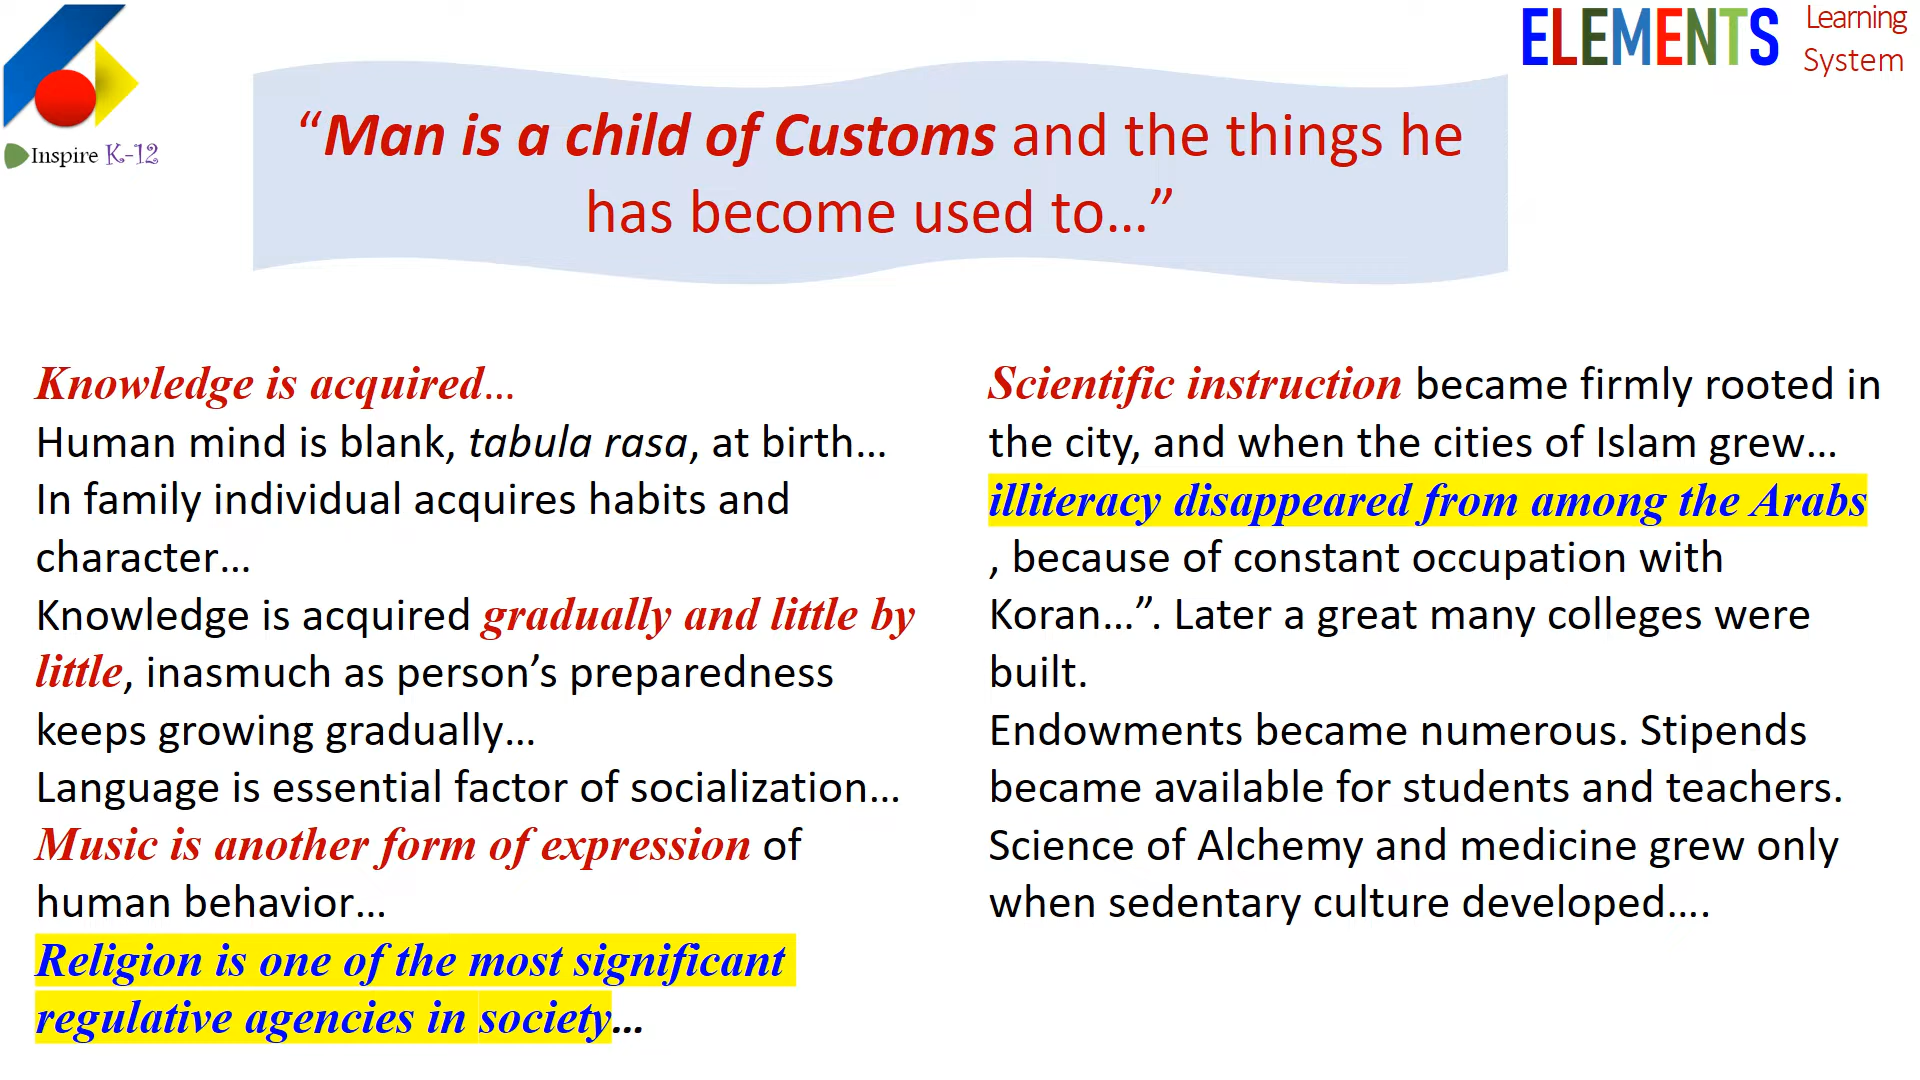 ELEMENTS Learning
System
Inspire K-12
“Man is a child of Customs and the things he
has become used to…”
Knowledge is acquired…
Human mind is blank, tabula rasa, at birth…
In family individual acquires habits and
character…
Knowledge is acquired gradually and little by
little, inasmuch as person’s preparedness
keeps growing gradually…
Language is essential factor of socialization…
Music is another form of expression of
human behavior…
Religion is one of the most significant
regulative agencies in society…
Scientific instruction became firmly rooted in
the city, and when the cities of Islam grew…
illiteracy disappeared from among the Arabs
, because of constant occupation with
Koran…”. Later a great many colleges were
built.
Endowments became numerous. Stipends
became available for students and teachers.
Science of Alchemy and medicine grew only
when sedentary culture developed….